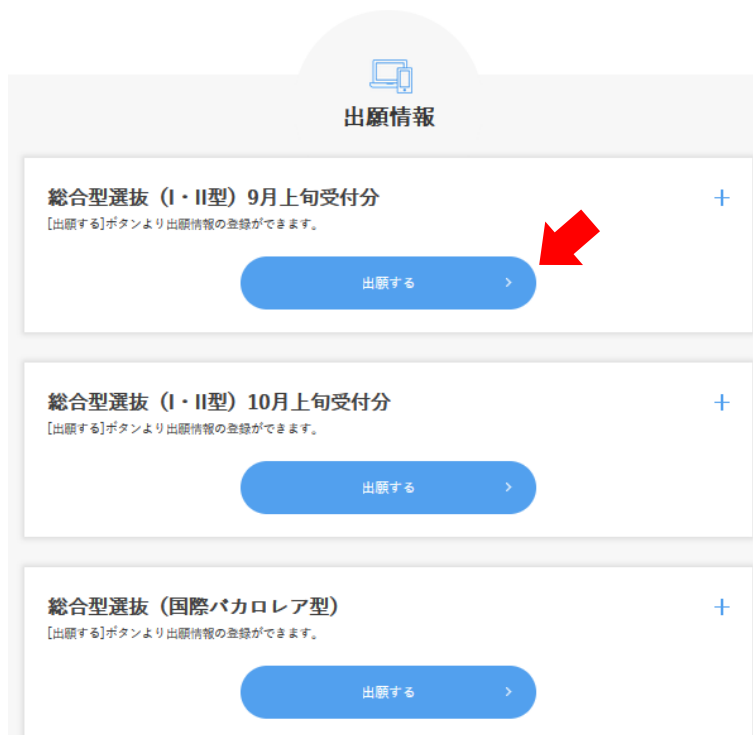 出願情報
総合型選抜（I・II型）9月上旬受付分
[出願する]ボタンより出願情報の登録ができます。
出願する
総合型選抜（I・II型）10月上旬受付分
[出願する]ボタンより出願情報の登録ができます。
出願する
総合型選抜（国際バカロレア型）
[出願する]ボタンより出願情報の登録ができます。
出願する